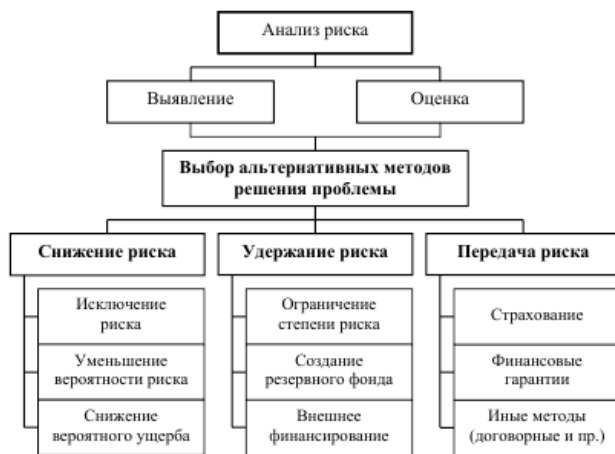 Анализ риска
Выявление
Оценка
Выбор альтернативных методов
решения проблемы
Снижение риска
Удержание риска
Передача риска
Исключение
риска
Уменьшение
вероятности риска
Снижение
вероятного ущерба
Ограничение
степени риска
Создание
резервного фонда
Внешнее
финансирование
Страхование
Финансовые
гарантии
Иные методы
(договорные и пр.)